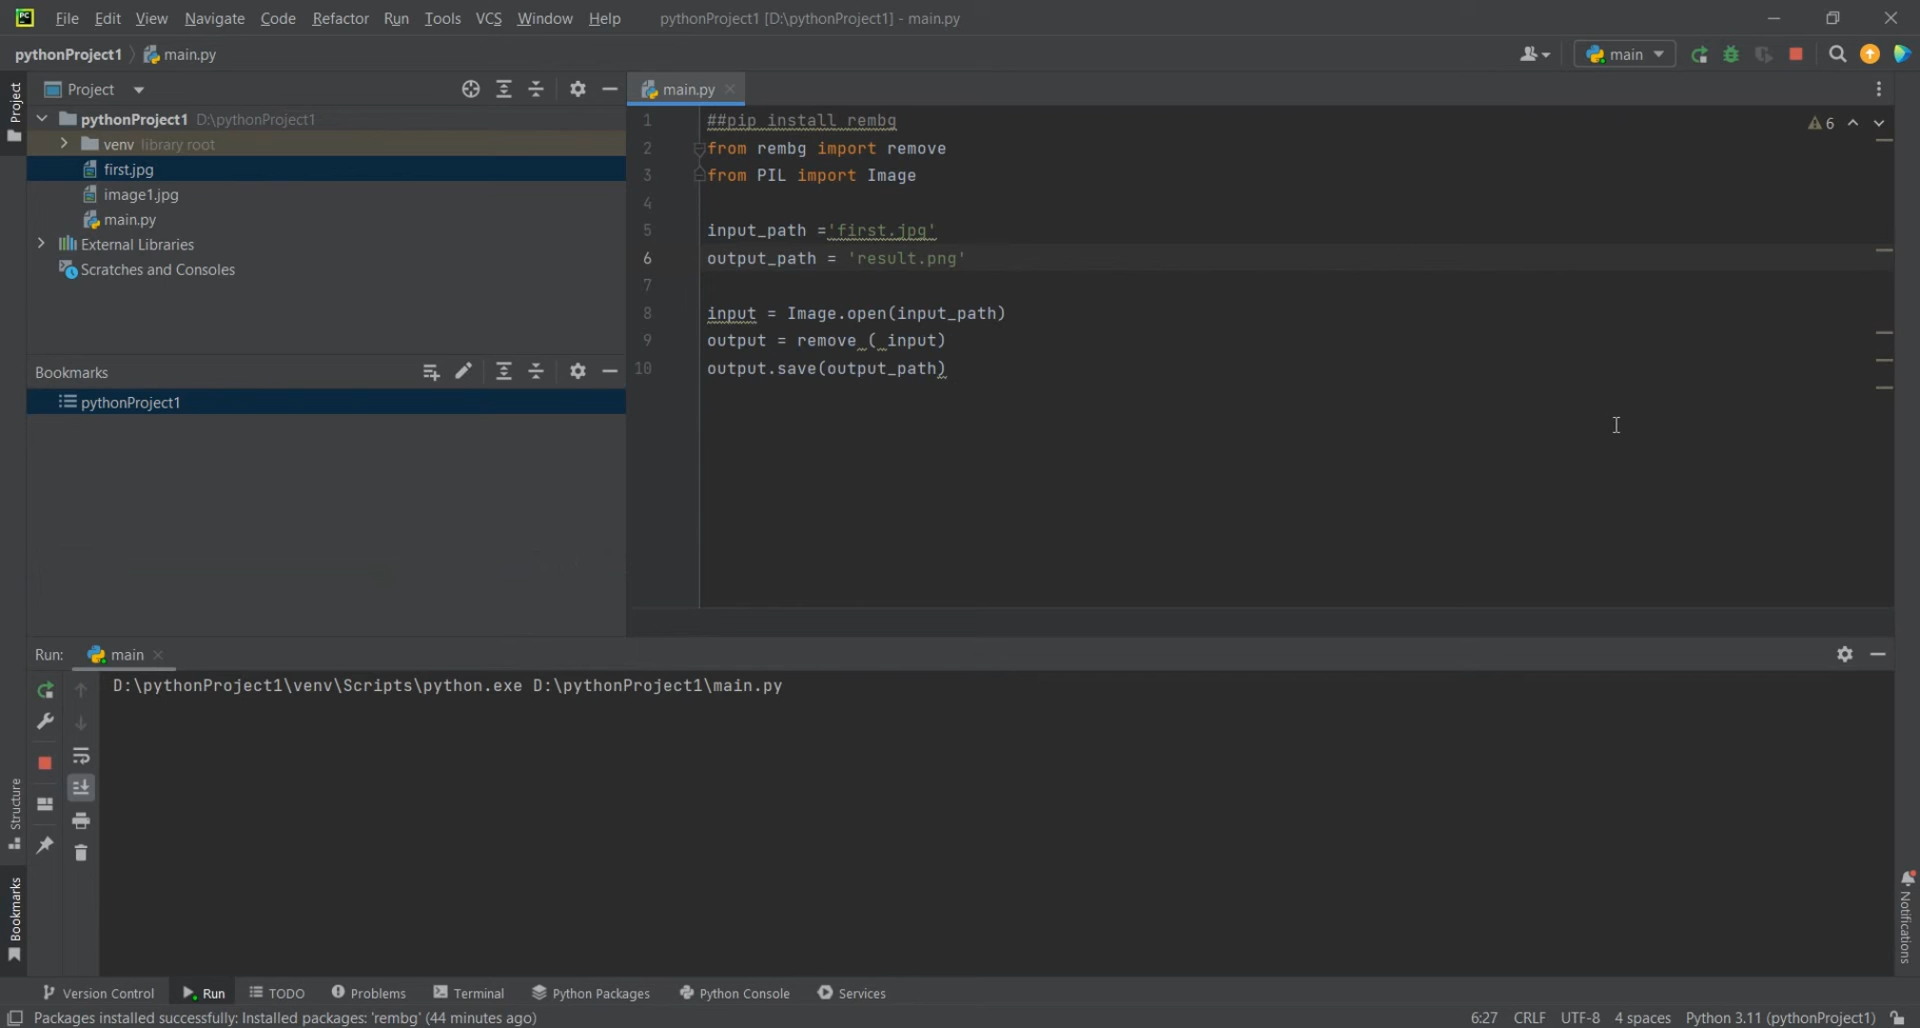 PC File Edit View Navigate Code Refactor Run Tools VCS Window Help pythonProject1 [D:\pythonProject1] - main.py
pythonProject1 main.py main
Project
Project
main.py
pythonProject1 D:\pythonProject1
venv library root
first.jpg
image1.jpg
main.py
External Libraries
Scratches and Consoles
1 ##pip install rembg
2 from rembg import remove
3 from PIL import Image
4
5 input_path ='first.jpg'
6 output_path = 'result.png'
7
8 input = Image.open(input_path)
9 output = remove ( input)
10 output.save(output_path)
6
Bookmarks
pythonProject1
Run: main
D:\pythonProject1\venv\Scripts\python.exe D:\pythonProject1\main.py
Structure
Bookmarks
Notifications
Version Control Run TODO Problems Terminal Python Packages Python Console Services
Packages installed successfully: Installed packages: 'rembg' (44 minutes ago) 6:27 CRLF UTF-8 4 spaces Python 3.11 (pythonProject1)